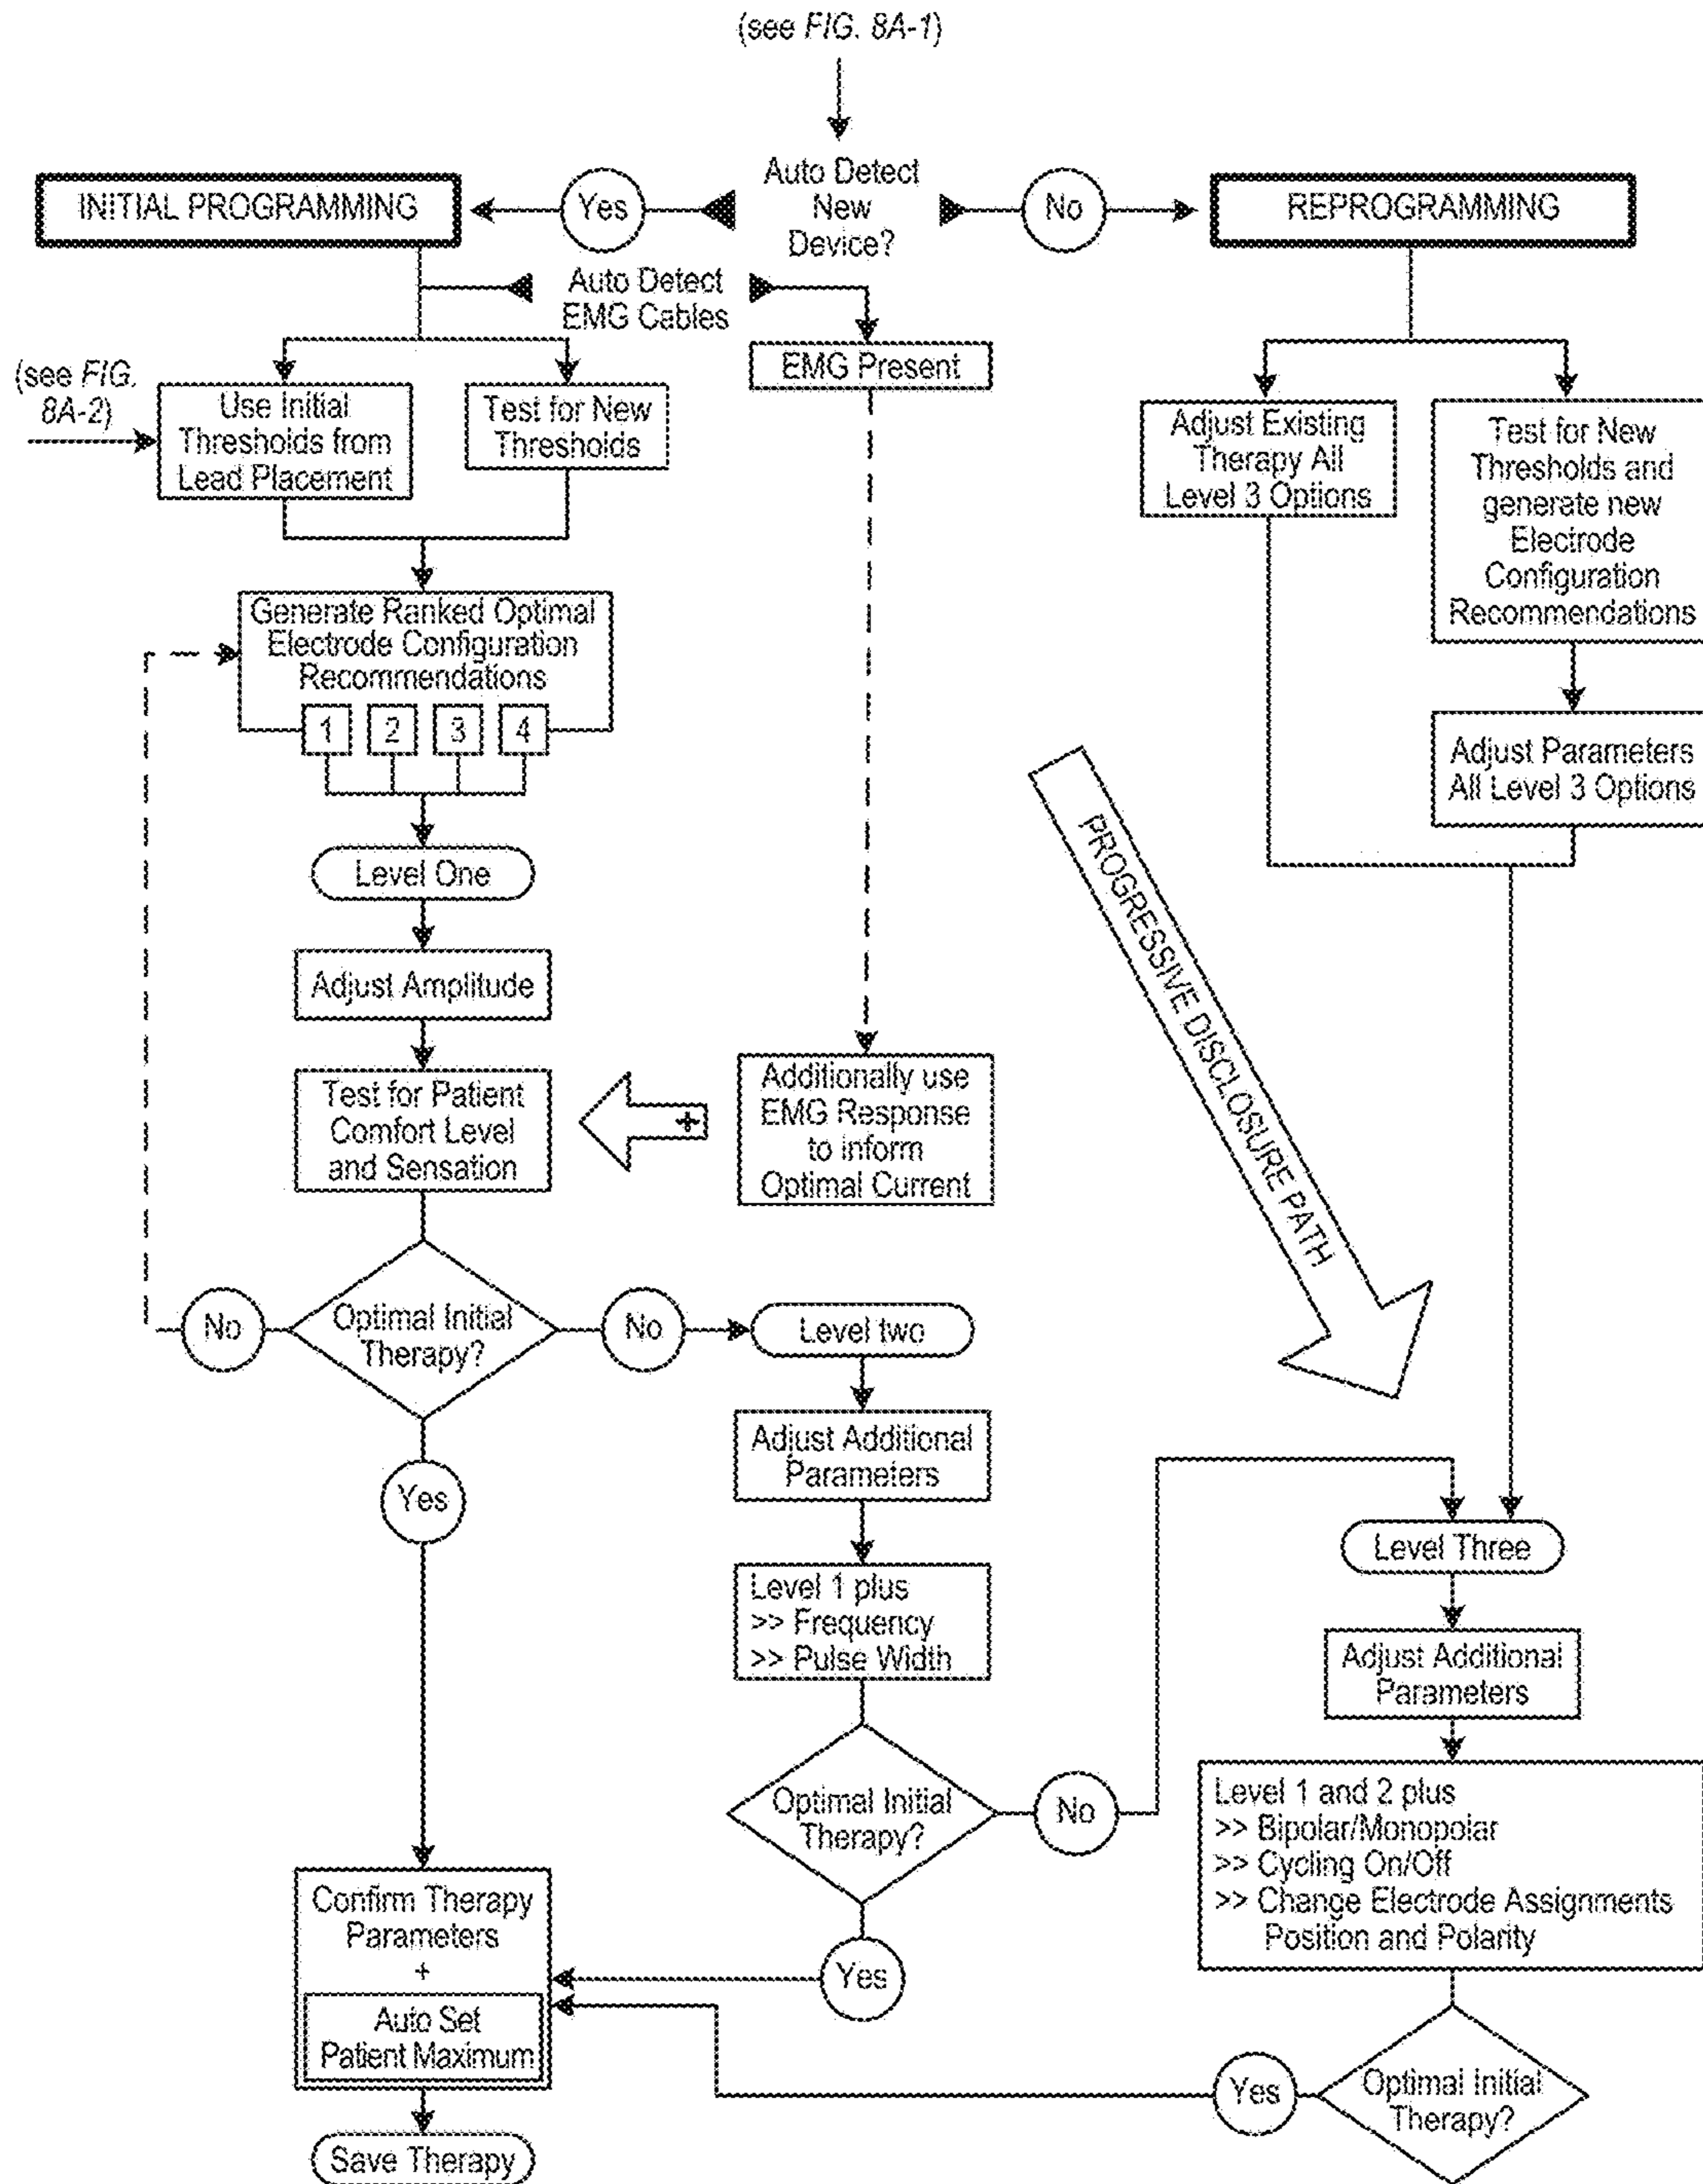 (see FIG. 8A-1)
Auto Detect
New
Device?
INITIAL PROGRAMMING
Yes
No
REPROGRAMMING
Auto Detect
EMG Cables
EMG Present
(see FIG.
8A-2)
Use Initial
Thresholds from
Lead Placement
Test for New
Thresholds
Adjust Existing
Therapy All
Level 3 Options
Test for New
Thresholds and
generate new
Electrode
Configuration
Recommendations
Generate Ranked Optimal
Electrode Configuration
Recommendations
1 2 3 4
Adjust Parameters
All Level 3 Options
Level One
PROGRESSIVE DISCLOSURE PATH
Adjust Amplitude
Test for Patient
Comfort Level
and Sensation
+
Additionally use
EMG Response
to inform
Optimal Current
No
Optimal Initial
Therapy?
No
Level two
Adjust Additional
Parameters
Yes
Level 1 plus
>> Frequency
>> Pulse Width
Level Three
Adjust Additional
Parameters
Optimal Initial
Therapy?
No
Level 1 and 2 plus
>> Bipolar/Monopolar
>> Cycling On/Off
>> Change Electrode Assignments
Position and Polarity
Yes
Confirm Therapy
Parameters
+
Auto Set
Patient Maximum
Yes
Optimal Initial
Therapy?
Save Therapy